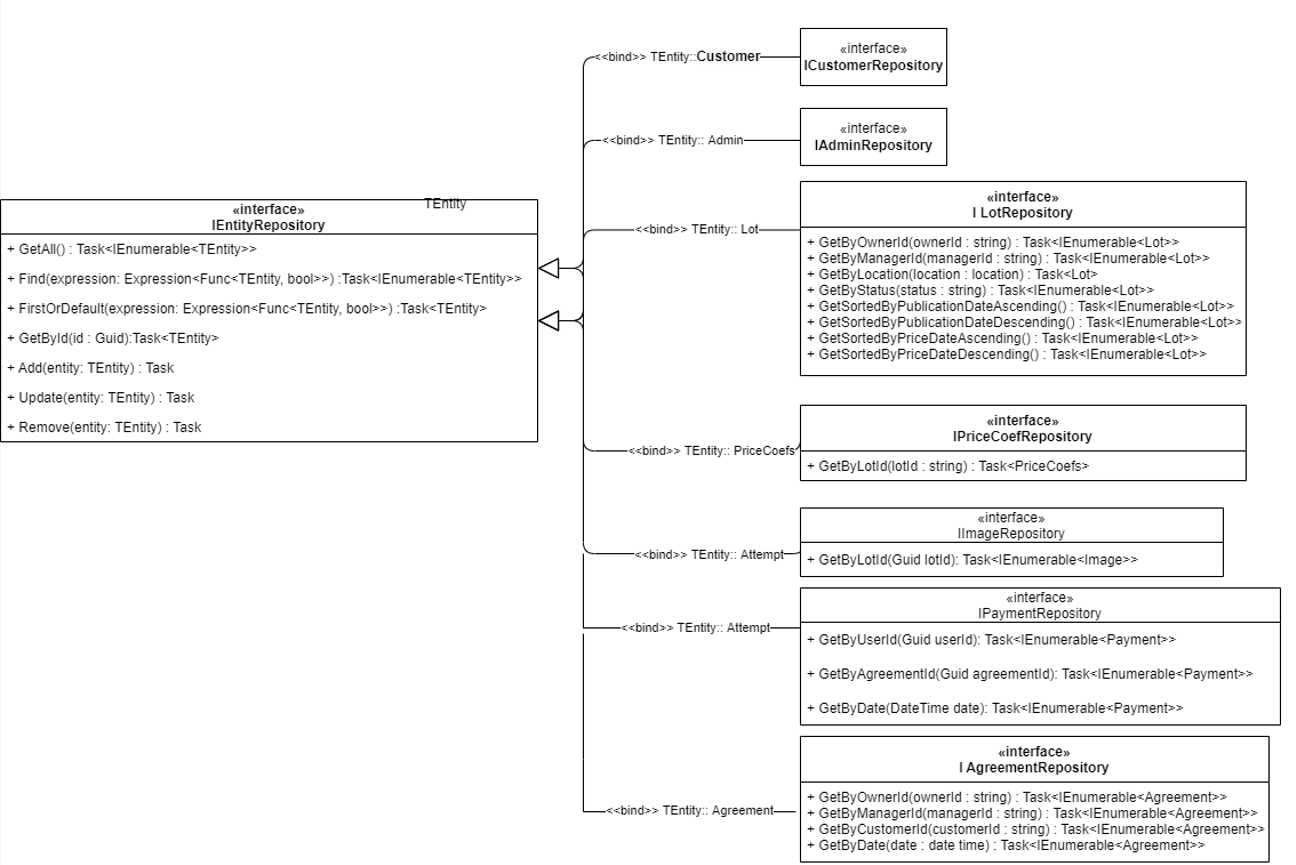 «interface»
IEntityRepository
TEntity
+ GetAll() : Task<IEnumerable<TEntity>>
+ Find(expression: Expression<Func<TEntity, bool>>) :Task<IEnumerable<TEntity>>
+ FirstOrDefault(expression: Expression<Func<TEntity, bool>>) :Task<TEntity>
+ GetById(id : Guid):Task<TEntity>
+ Add(entity: TEntity) : Task
+ Update(entity: TEntity) : Task
+ Remove(entity: TEntity) : Task
<<bind>> TEntity::Customer
«interface»
ICustomerRepository
<<bind>> TEntity:: Admin
«interface»
IAdminRepository
<<bind>> TEntity:: Lot
«interface»
I LotRepository
+ GetByOwnerId(ownerId : string) : Task<IEnumerable<Lot>>
+ GetByManagerId(managerId : string) : Task<IEnumerable<Lot>>
+ GetByLocation(location : location) : Task<Lot>
+ GetByStatus(status : string) : Task<IEnumerable<Lot>>
+ GetSortedByPublicationDateAscending() : Task<IEnumerable<Lot>>
+ GetSortedByPublicationDateDescending() : Task<IEnumerable<Lot>>
+ GetSortedByPriceDateAscending() : Task<IEnumerable<Lot>>
+ GetSortedByPriceDateDescending() : Task<IEnumerable<Lot>>
<<bind>> TEntity:: PriceCoefs
«interface»
IPriceCoefRepository
+ GetByLotId(lotId : string) : Task<PriceCoefs>
<<bind>> TEntity:: Attempt
«interface»
IImageRepository
+ GetByLotId(Guid lotId): Task<IEnumerable<Image>>
<<bind>> TEntity:: Attempt
«interface»
IPaymentRepository
+ GetByUserId(Guid userId): Task<IEnumerable<Payment>>
+ GetByAgreementId(Guid agreementId): Task<IEnumerable<Payment>>
+ GetByDate(DateTime date): Task<IEnumerable<Payment>>
<<bind>> TEntity:: Agreement
«interface»
I AgreementRepository
+ GetByOwnerId(ownerId : string) : Task<IEnumerable<Agreement>>
+ GetByManagerId(managerId : string) : Task<IEnumerable<Agreement>>
+ GetByCustomerId(customerId : string) : Task<IEnumerable<Agreement>>
+ GetByDate(date : date time) : Task<IEnumerable<Agreement>>